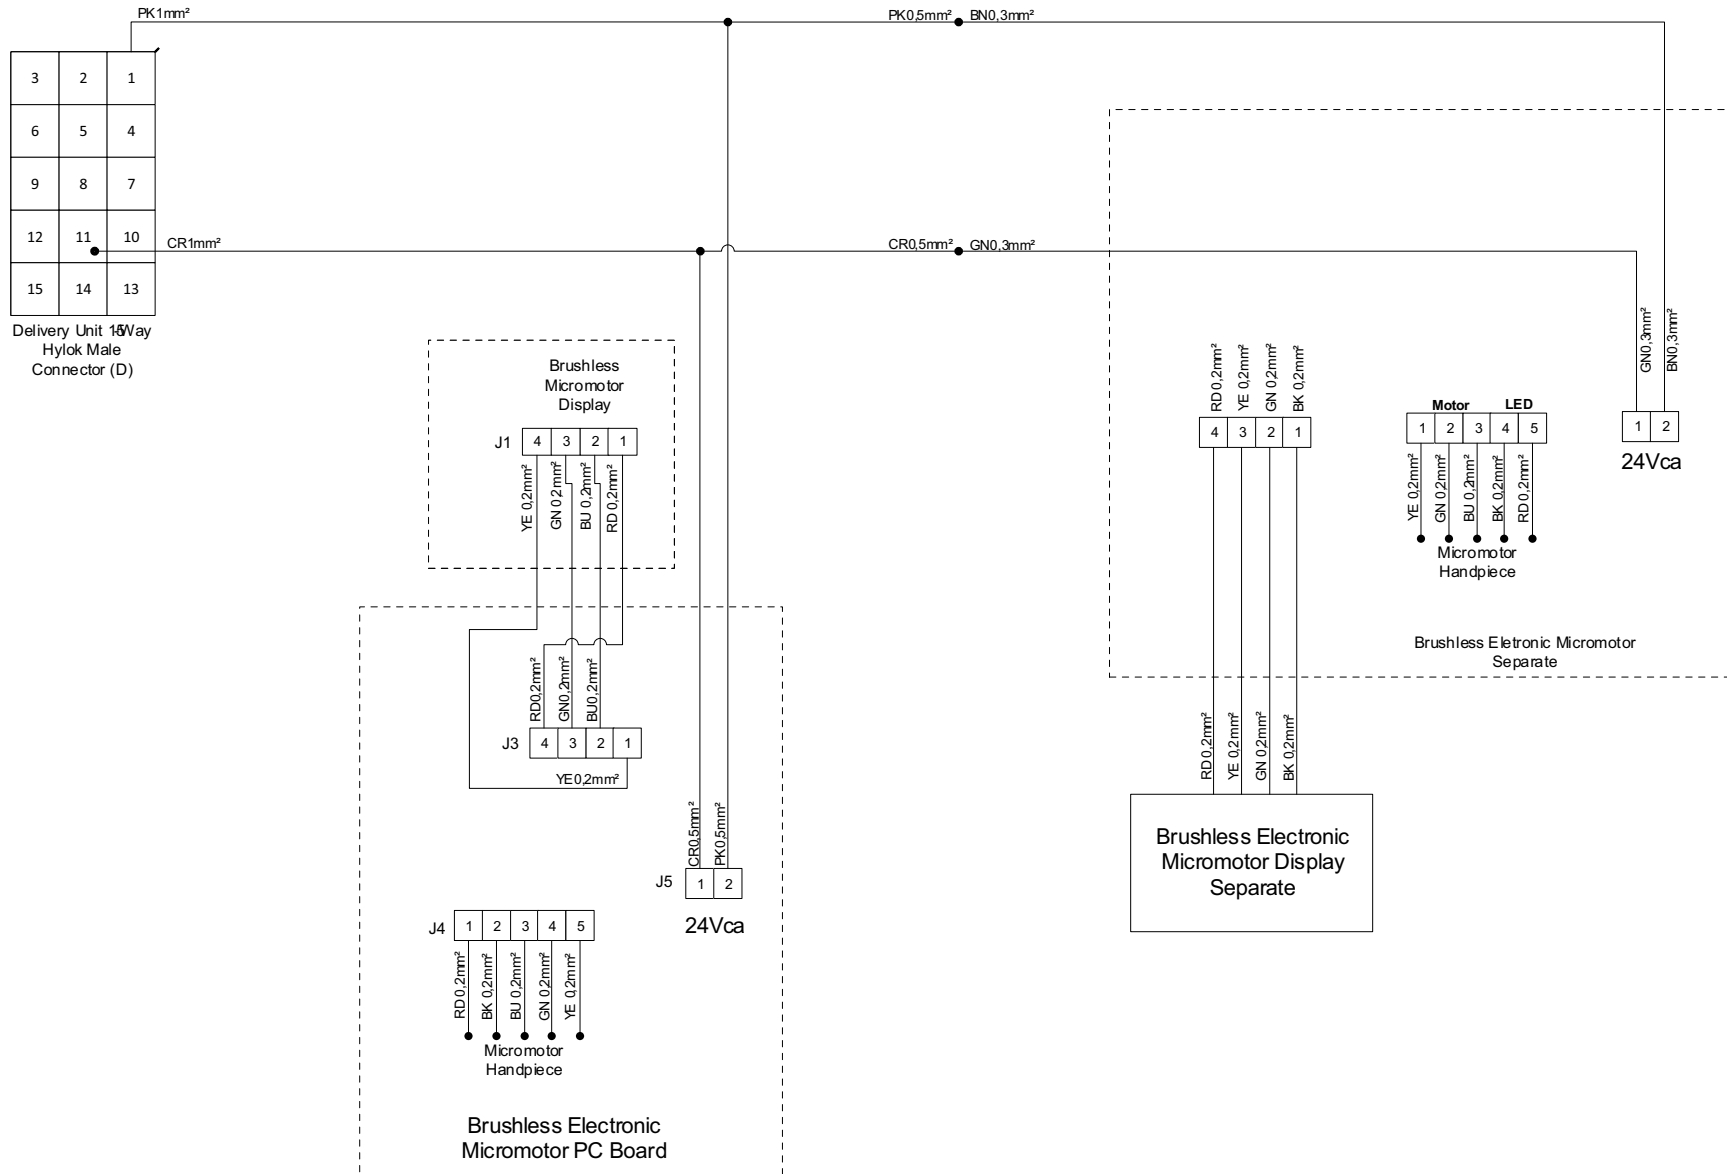 PK1mm²
PK0,5mm² BN0,3mm²
3 2 1
6 5 4
9 8 7
12 11 10
15 14 13
CR1mm²
CR0,5mm² GN0,3mm²
Delivery Unit 15-Way
Hylok Male
Connector (D)
Brushless
Micromotor
Display
J1 4 3 2 1
YE 0,2mm²
GN 0,2mm²
BU 0,2mm²
RD 0,2mm²
RD0,2mm²
GN0,2mm²
BU0,2mm²
J3 4 3 2 1
YE0,2mm²
CR0,5mm²
PK0,5mm²
J5 1 2
24Vca
J4 1 2 3 4 5
RD 0,2mm²
BK 0,2mm²
BU 0,2mm²
GN 0,2mm²
YE 0,2mm²
Micromotor
Handpiece
Brushless Electronic
Micromotor PC Board
RD 0,2mm²
YE 0,2mm²
GN 0,2mm²
BK 0,2mm²
4 3 2 1
Motor LED
1 2 3 4 5
YE 0,2mm²
GN 0,2mm²
BU 0,2mm²
BK 0,2mm²
RD 0,2mm²
Micromotor
Handpiece
GN0,3mm²
BN0,3mm²
1 2
24Vca
Brushless Eletronic Micromotor
Separate
RD 0,2mm²
YE 0,2mm²
GN 0,2mm²
BK 0,2mm²
Brushless Electronic
Micromotor Display
Separate